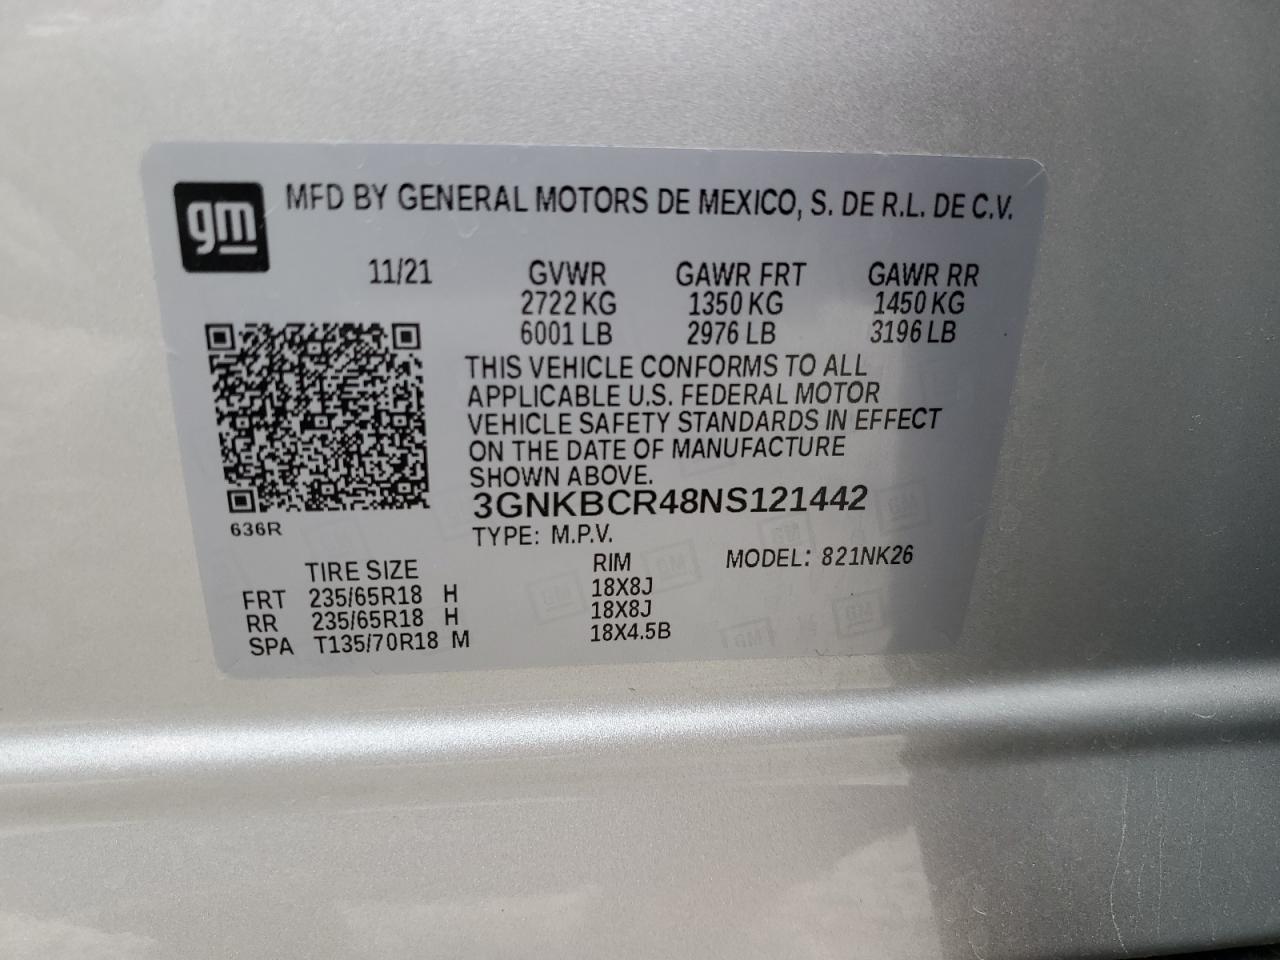 gm MFD BY GENERAL MOTORS DE MEXICO, S. DE R.L. DE C.V.
11/21 GVWR GAWR FRT GAWR RR
2722 KG 1350 KG 1450 KG
6001 LB 2976 LB 3196 LB
THIS VEHICLE CONFORMS TO ALL
APPLICABLE U.S. FEDERAL MOTOR
VEHICLE SAFETY STANDARDS IN EFFECT
ON THE DATE OF MANUFACTURE
SHOWN ABOVE.
3GNKBCR48NS121442
636R
TYPE: M.P.V.
TIRE SIZE RIM MODEL: 821NK26
FRT 235/65R18 H 18X8J
RR 235/65R18 H 18X8J
SPA T135/70R18 M 18X4.5B